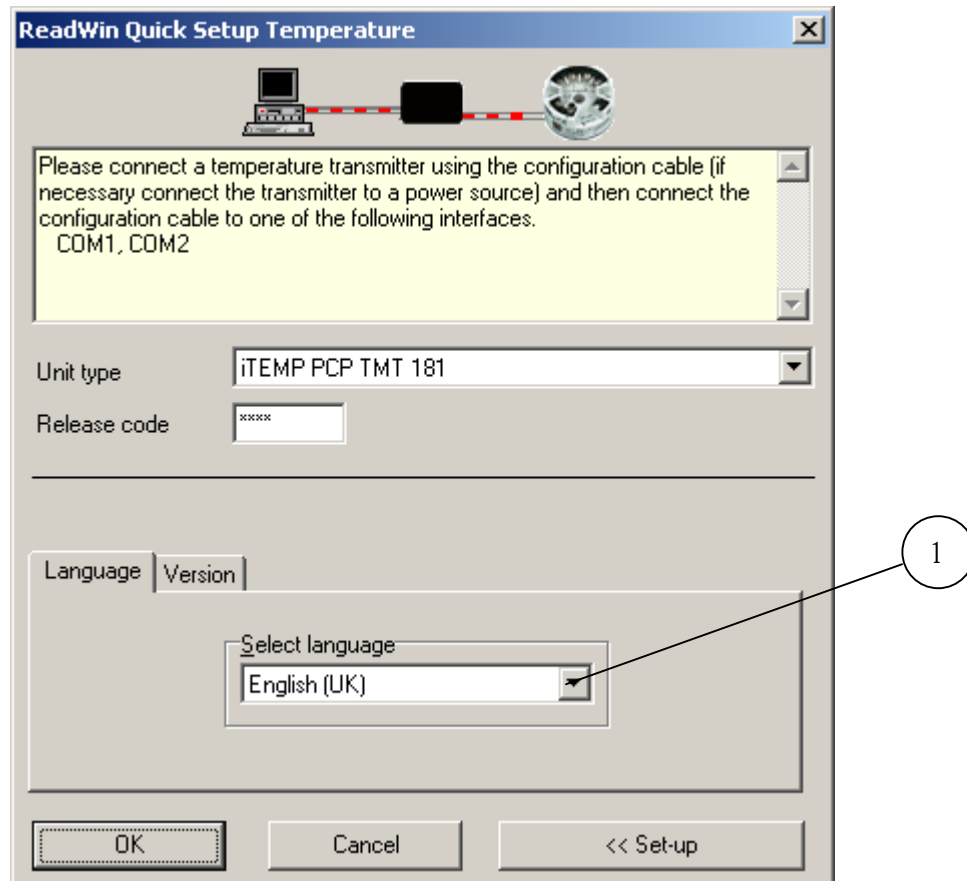 ReadWin Quick Setup Temperature
Please connect a temperature transmitter using the configuration cable (if
necessary connect the transmitter to a power source) and then connect the
configuration cable to one of the following interfaces.
COM1, COM2
Unit type
iTEMP PCP TMT 181
Release code
××××
Language
Version
1
Select language
English (UK)
OK
Cancel
<< Set-up